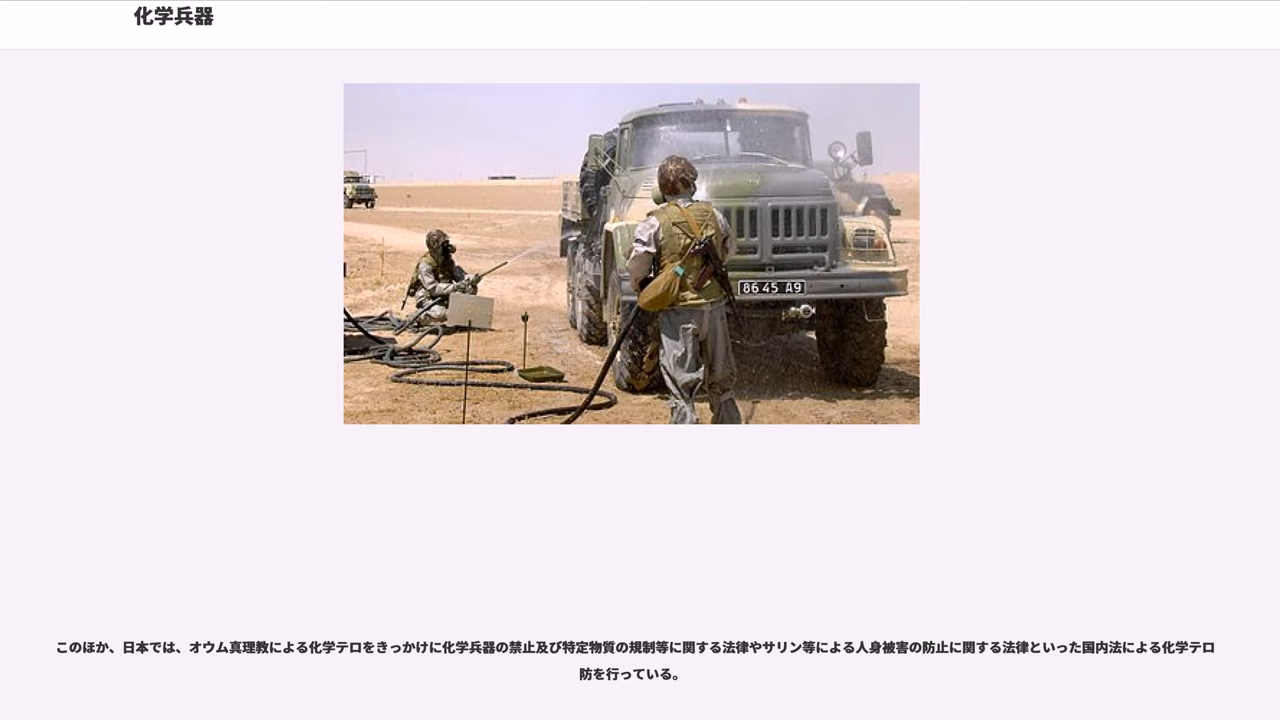 化学兵器
86 45 A9
このほか、日本では、オウム真理教による化学テロをきっかけに化学兵器の禁止及び特定物質の規制等に関する法律やサリン等による人身被害の防止に関する法律といった国内法による化学テロ
防を行っている。